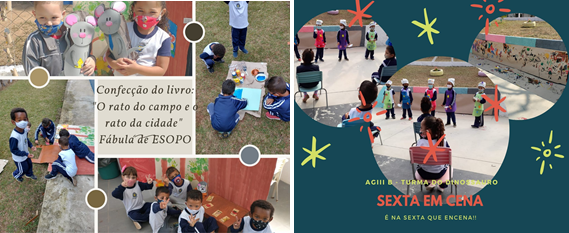 Confecção do livro:
"O rato do campo e o
rato da cidade"
Fábula de ESOPO
AGIII B - TURMA DO DINOSSAURO
SEXTA EM CENA
É NA SEXTA QUE ENCENA!!